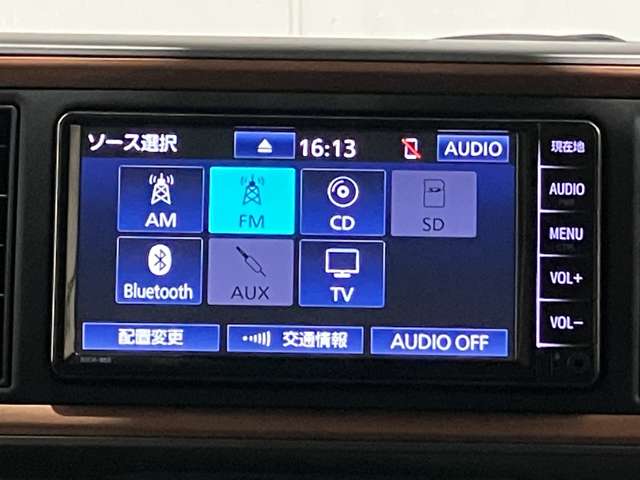 ソース選択 16:13 AUDIO
AM FM CD SD
Bluetooth AUX TV
配置変更 交通情報 AUDIO OFF
現在地
AUDIO
MENU
VOL+
VOL-